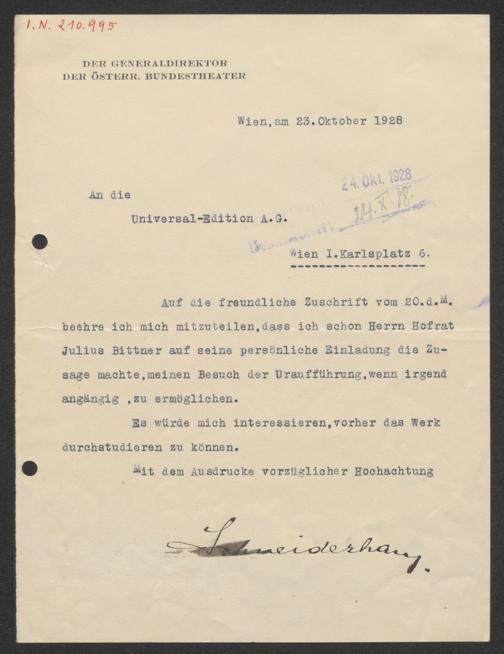 I.N. 210.995
DER GENERALDIREKTOR
DER ÖSTERR. BUNDESTHEATER
Wien,am 23.Oktober 1928
24. Okt. 1928
An die
24.X.28.
Universal-Edition A.G.
Wien I.Karlsplatz 6.
Auf die freundliche Zuschrift vom 20.d.M.
beehre ich mich mitzuteilen,dass ich schon Herrn Hofrat
Julius Bittner auf seine persönliche Einladung die Zu-
sage machte,meinen Besuch der Uraufführung,wenn irgend
angängig ,zu ermöglichen.
Es würde mich interessieren,vorher das Werk
durchstudieren zu können.
Mit dem Ausdrucke vorzüglicher Hochachtung
Schneiderhan.